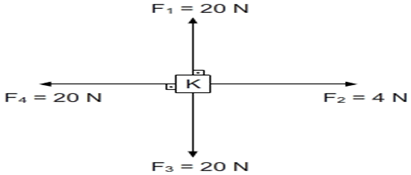 F₁ = 20 N
K
F₄ = 20 N
F₂ = 4 N
F₃ = 20 N